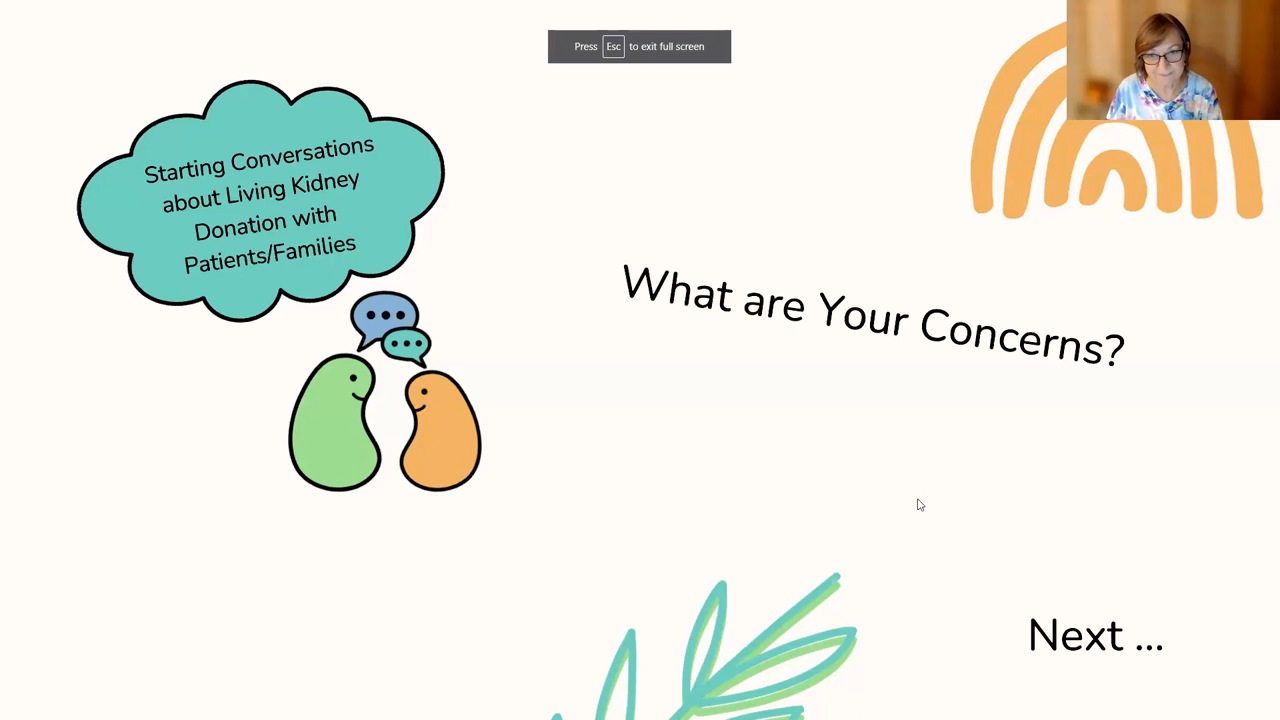 Press Esc to exit full screen
Starting Conversations
about Living Kidney
Donation with
Patients/Families
What are Your Concerns?
Next ...